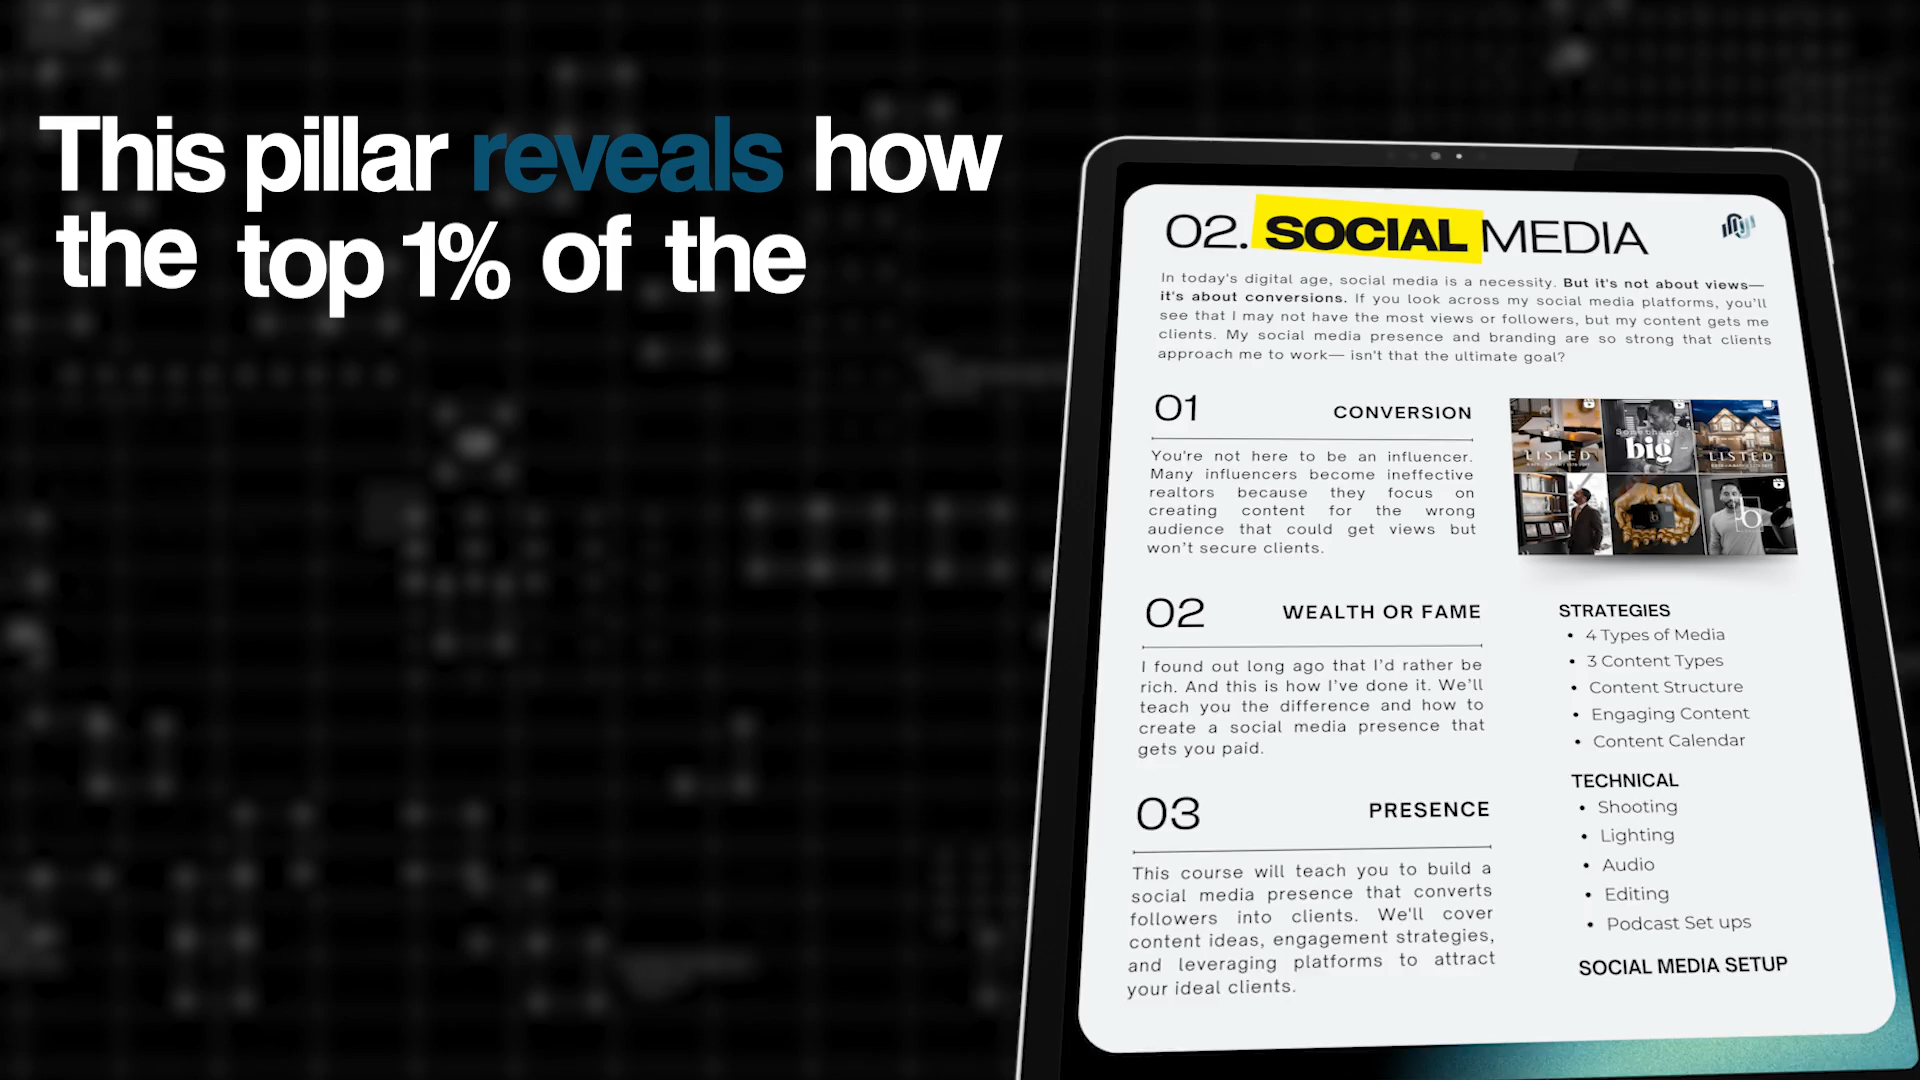 This pillar reveals how
the top 1% of the
02. SOCIAL MEDIA
In today's digital age, social media is a necessity. But it's not about views—
it's about conversions. If you look across my social media platforms, you'll
see that I may not have the most views or followers, but my content gets me
clients. My social media presence and branding are so strong that clients
approach me to work— isn't that the ultimate goal?
01 CONVERSION
You're not here to be an influencer.
Many influencers become ineffective
realtors because they focus on
creating content for the wrong
audience that could get views but
won't secure clients.
Something
big
LISTED
LISTED
b
02 WEALTH OR FAME
I found out long ago that I'd rather be
rich. And this is how I've done it. We'll
teach you the difference and how to
create a social media presence that
gets you paid.
03 PRESENCE
This course will teach you to build a
social media presence that converts
followers into clients. We'll cover
content ideas, engagement strategies,
and leveraging platforms to attract
your ideal clients.
STRATEGIES
• 4 Types of Media
• 3 Content Types
• Content Structure
• Engaging Content
• Content Calendar
TECHNICAL
• Shooting
• Lighting
• Audio
• Editing
• Podcast Set ups
SOCIAL MEDIA SETUP